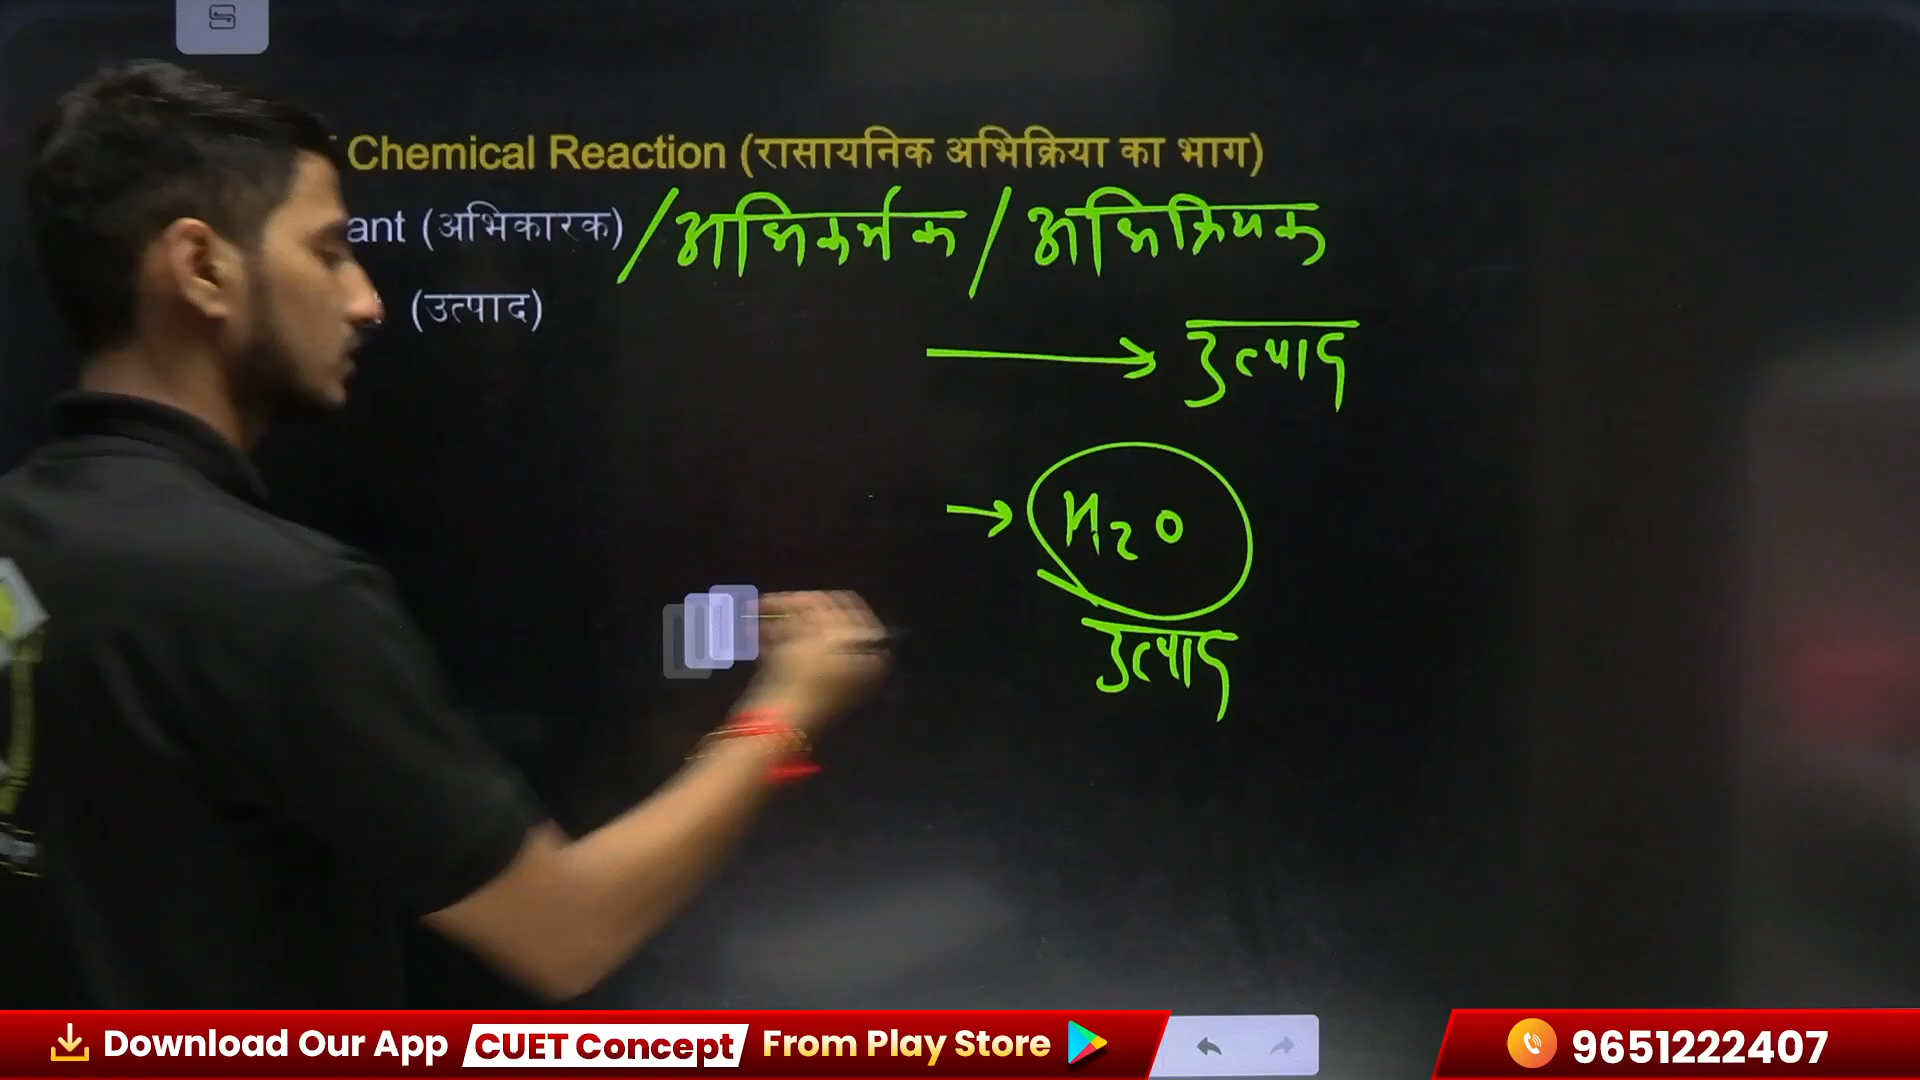 Chemical Reaction (रासायनिक अभिक्रिया का भाग)
ant (अभिकारक) / अभिकर्मक / अभिक्रियक
(उत्पाद)
→ उत्पाद
→ H2O
उत्पाद
Download Our App CUET Concept From Play Store
9651222407